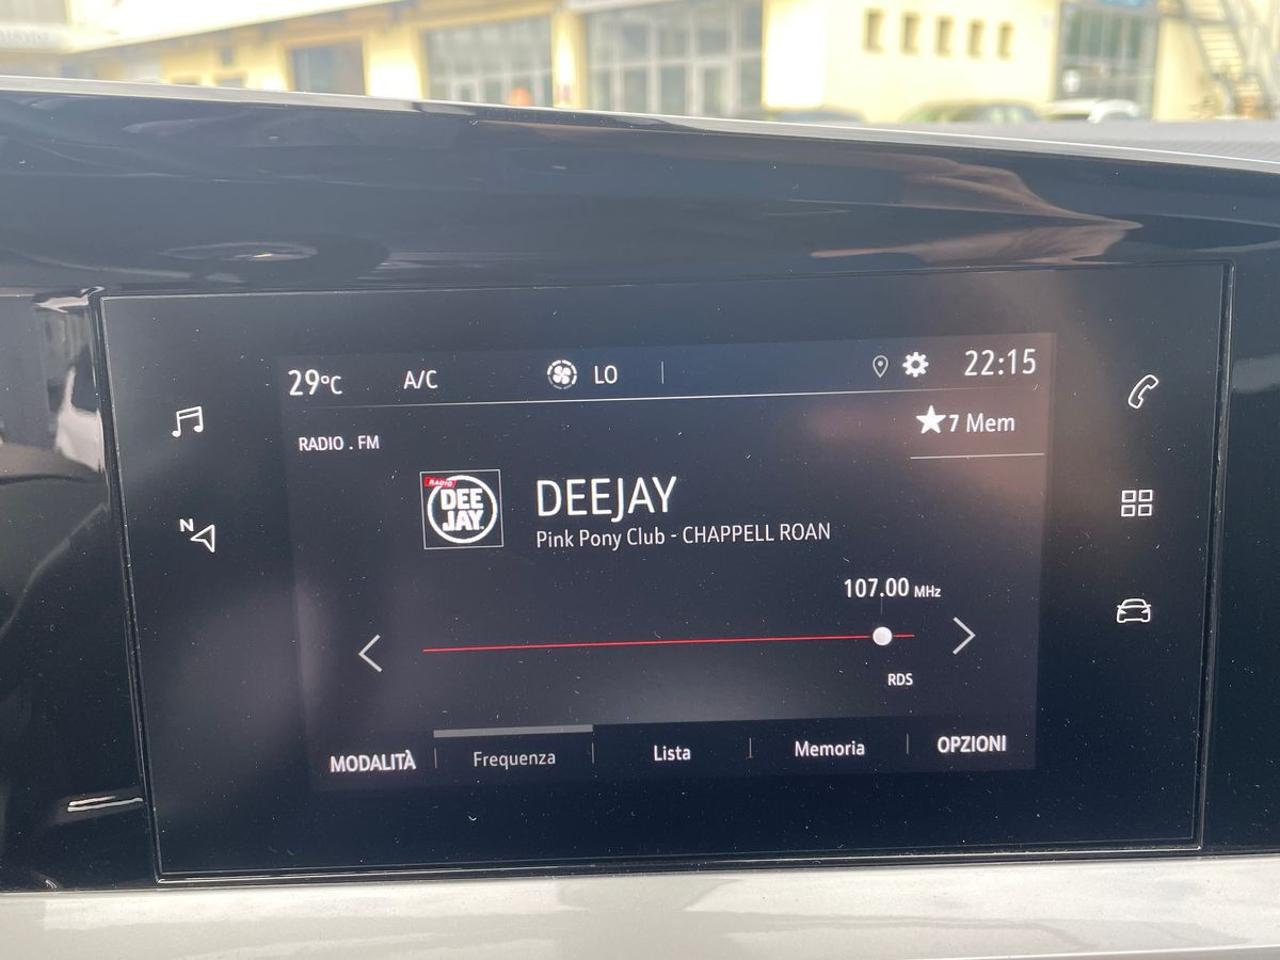 29°C A/C LO 22:15
★7 Mem
RADIO . FM
RADIO
DEE
JAY.
DEEJAY
Pink Pony Club - CHAPPELL ROAN
107.00 MHz
N
RDS
MODALITÀ Frequenza Lista Memoria OPZIONI